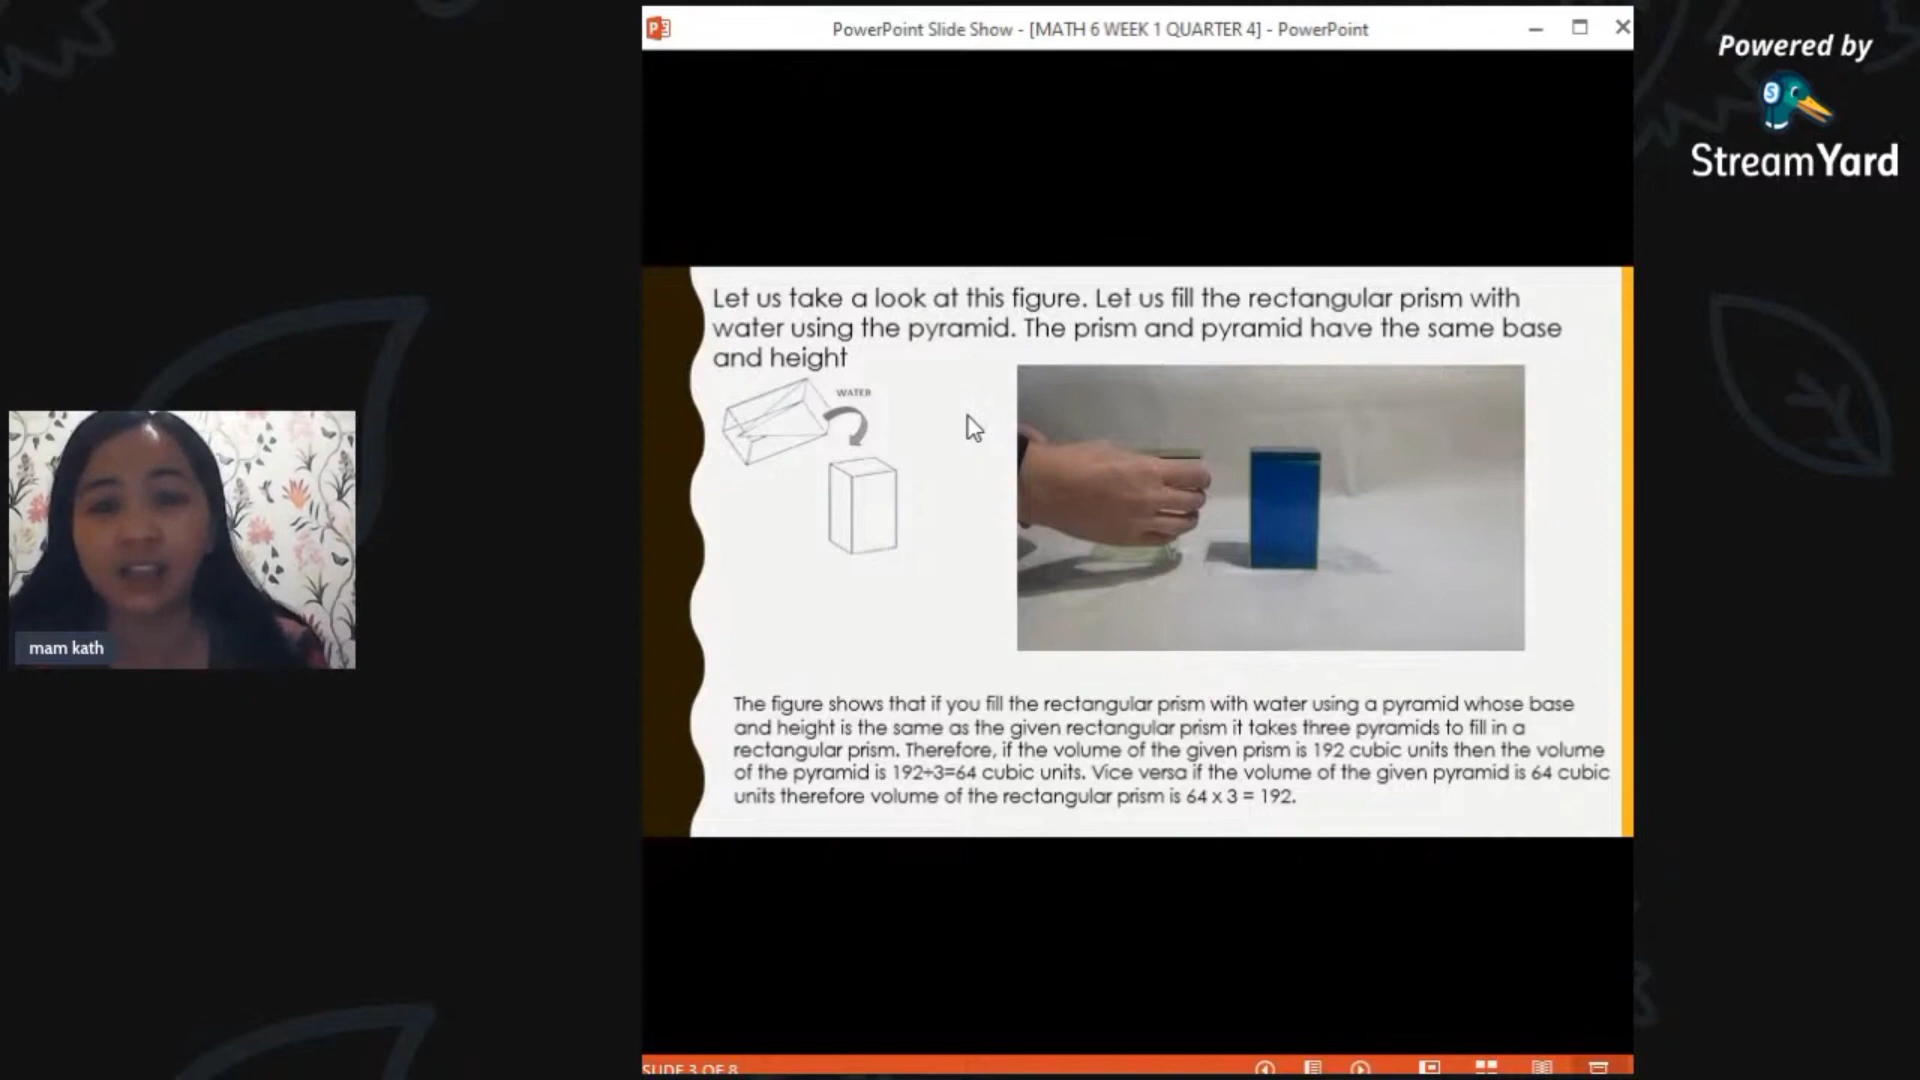 PowerPoint Slide Show - [MATH 6 WEEK 1 QUARTER 4] - PowerPoint
Powered by
StreamYard
Let us take a look at this figure. Let us fill the rectangular prism with
water using the pyramid. The prism and pyramid have the same base
and height
WATER
mam kath
The figure shows that if you fill the rectangular prism with water using a pyramid whose base
and height is the same as the given rectangular prism it takes three pyramids to fill in a
rectangular prism. Therefore, if the volume of the given prism is 192 cubic units then the volume
of the pyramid is 192÷3=64 cubic units. Vice versa if the volume of the given pyramid is 64 cubic
units therefore volume of the rectangular prism is 64 x 3 = 192.
SLIDE 3 OF 8